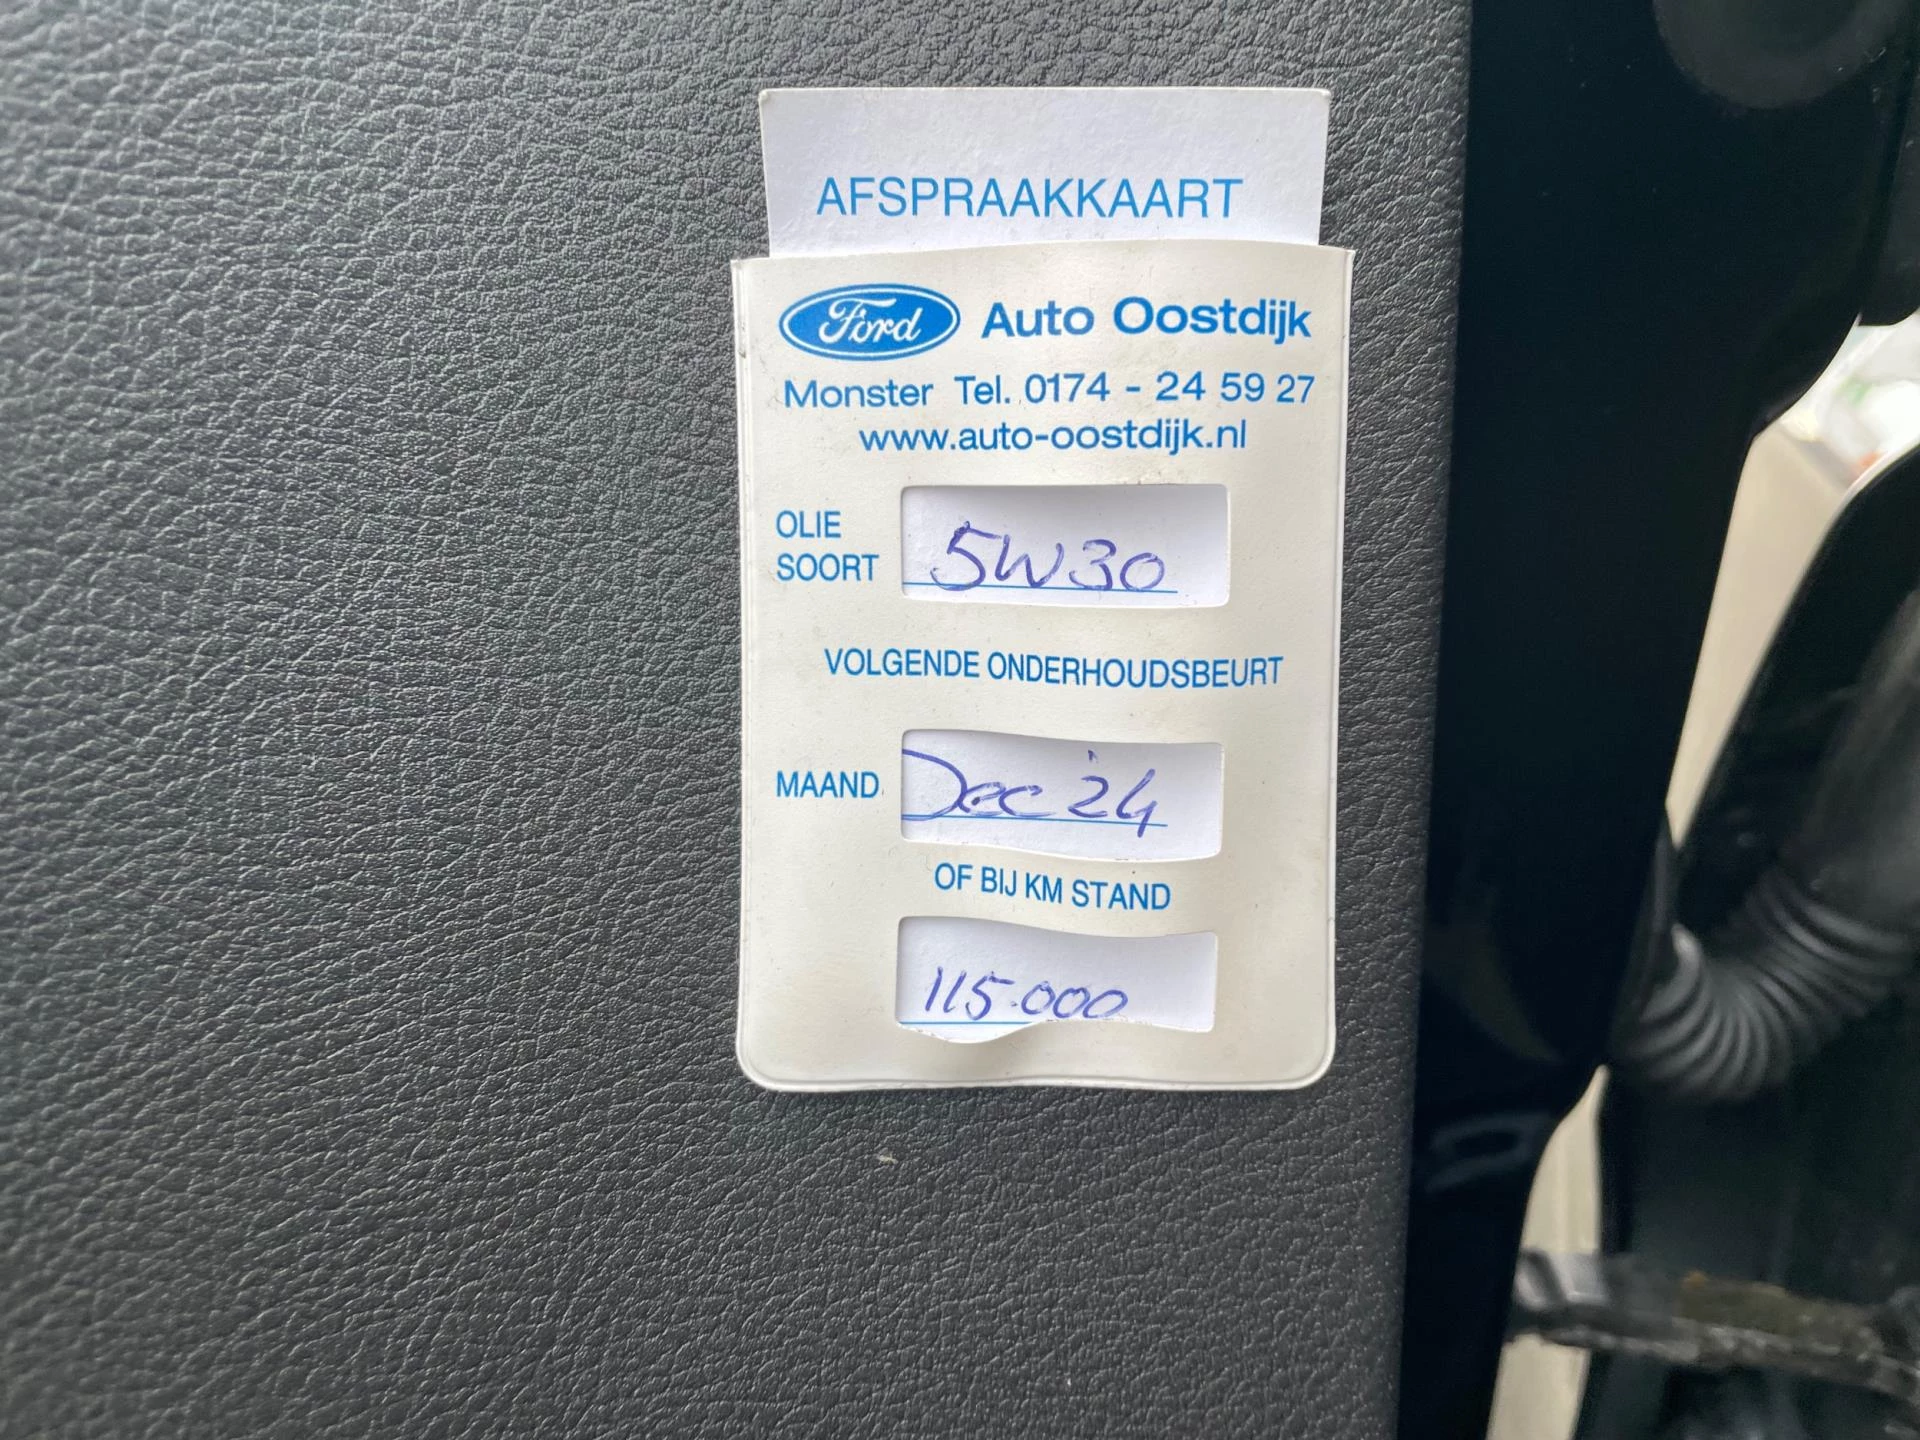 AFSPRAAKKAART
Ford Auto Oostdijk
Monster Tel. 0174 - 24 59 27
www.auto-oostdijk.nl
OLIE
SOORT
5W30
VOLGENDE ONDERHOUDSBEURT
MAAND Dec '24
OF BIJ KM STAND
115.000